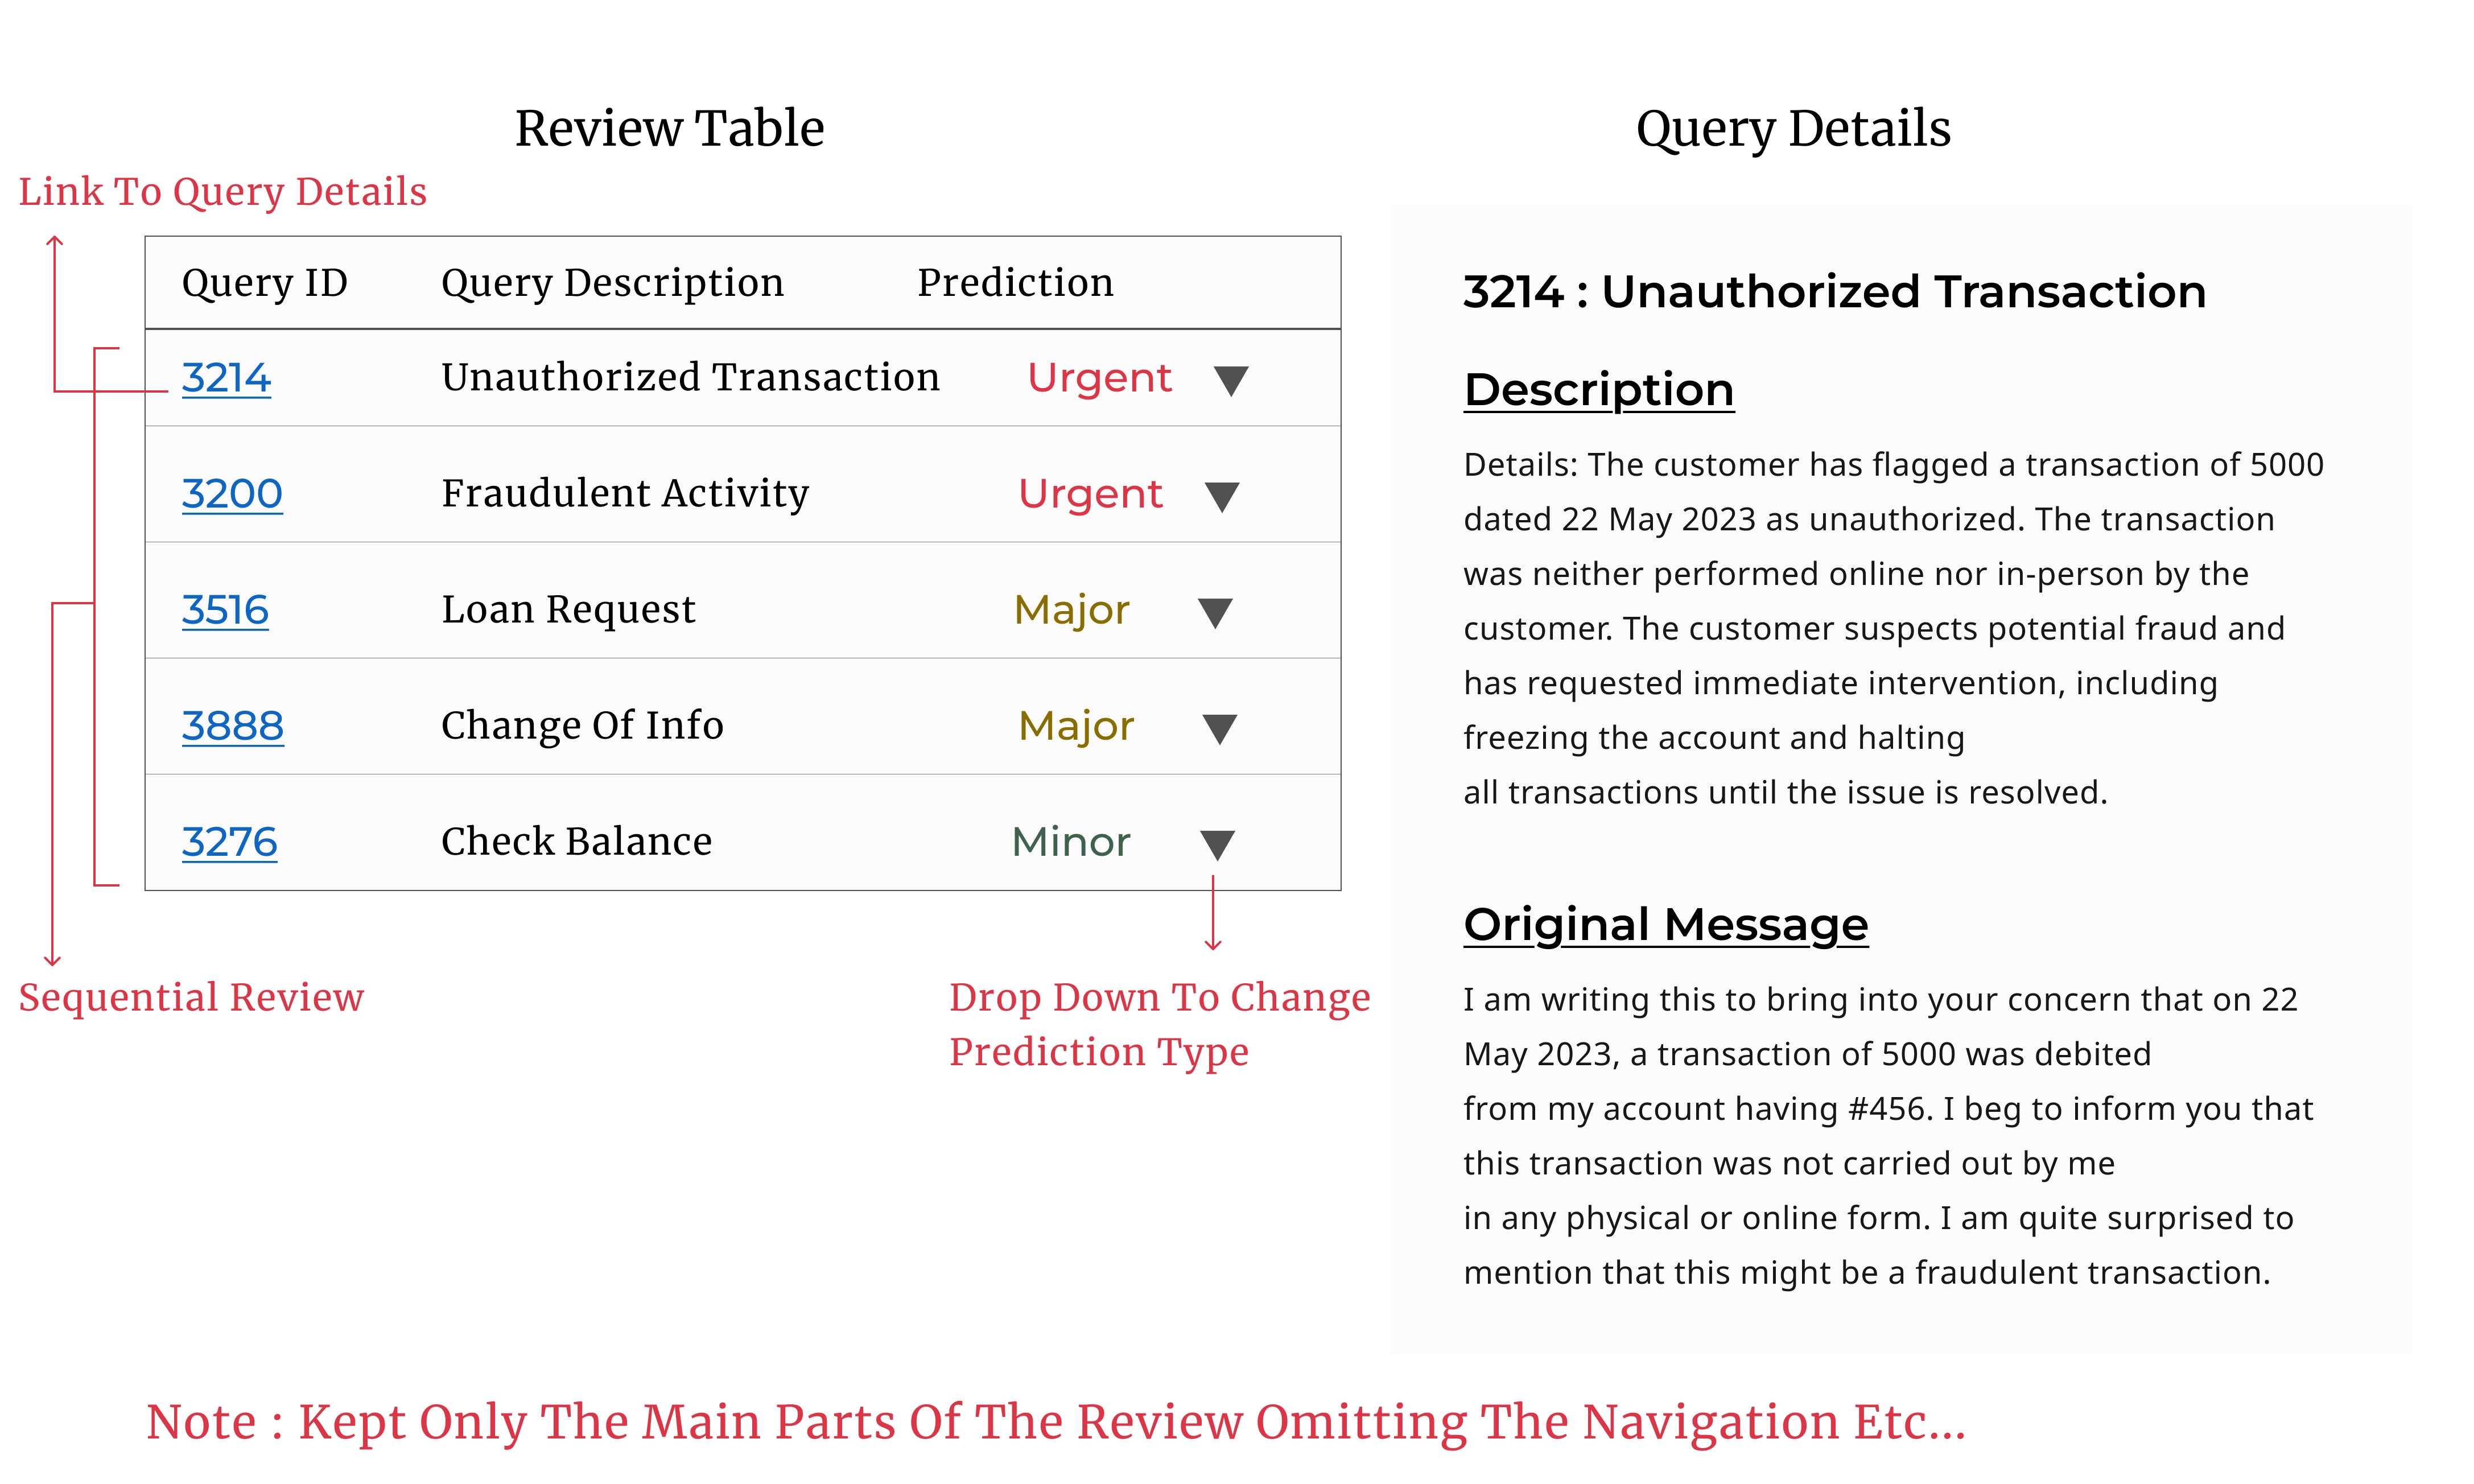 Review Table
Link To Query Details
Query ID Query Description Prediction
3214 Unauthorized Transaction Urgent
3200 Fraudulent Activity Urgent
3516 Loan Request Major
3888 Change Of Info Major
3276 Check Balance Minor
Sequential Review
Drop Down To Change
Prediction Type
Query Details
3214 : Unauthorized Transaction
Description
Details: The customer has flagged a transaction of 5000
dated 22 May 2023 as unauthorized. The transaction
was neither performed online nor in-person by the
customer. The customer suspects potential fraud and
has requested immediate intervention, including
freezing the account and halting
all transactions until the issue is resolved.
Original Message
I am writing this to bring into your concern that on 22
May 2023, a transaction of 5000 was debited
from my account having #456. I beg to inform you that
this transaction was not carried out by me
in any physical or online form. I am quite surprised to
mention that this might be a fraudulent transaction.
Note : Kept Only The Main Parts Of The Review Omitting The Navigation Etc...